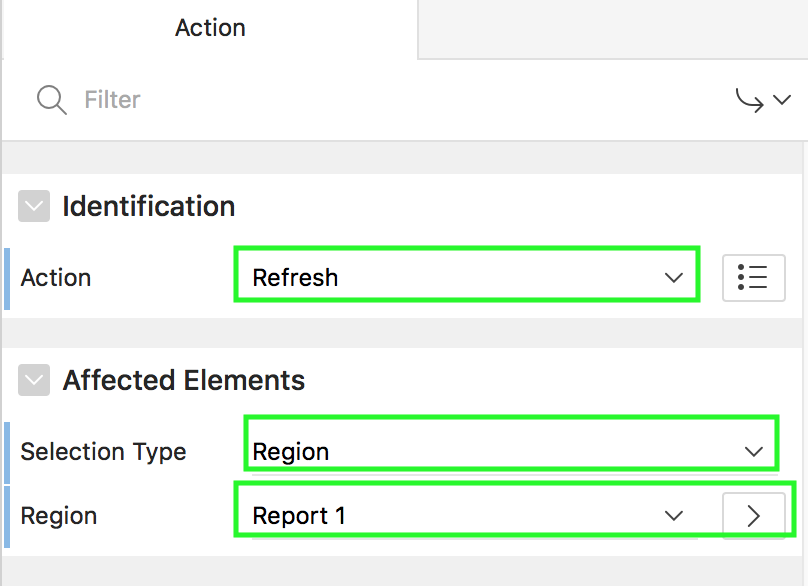 Action
Filter
Identification
Action Refresh
Affected Elements
Selection Type Region
Region Report 1